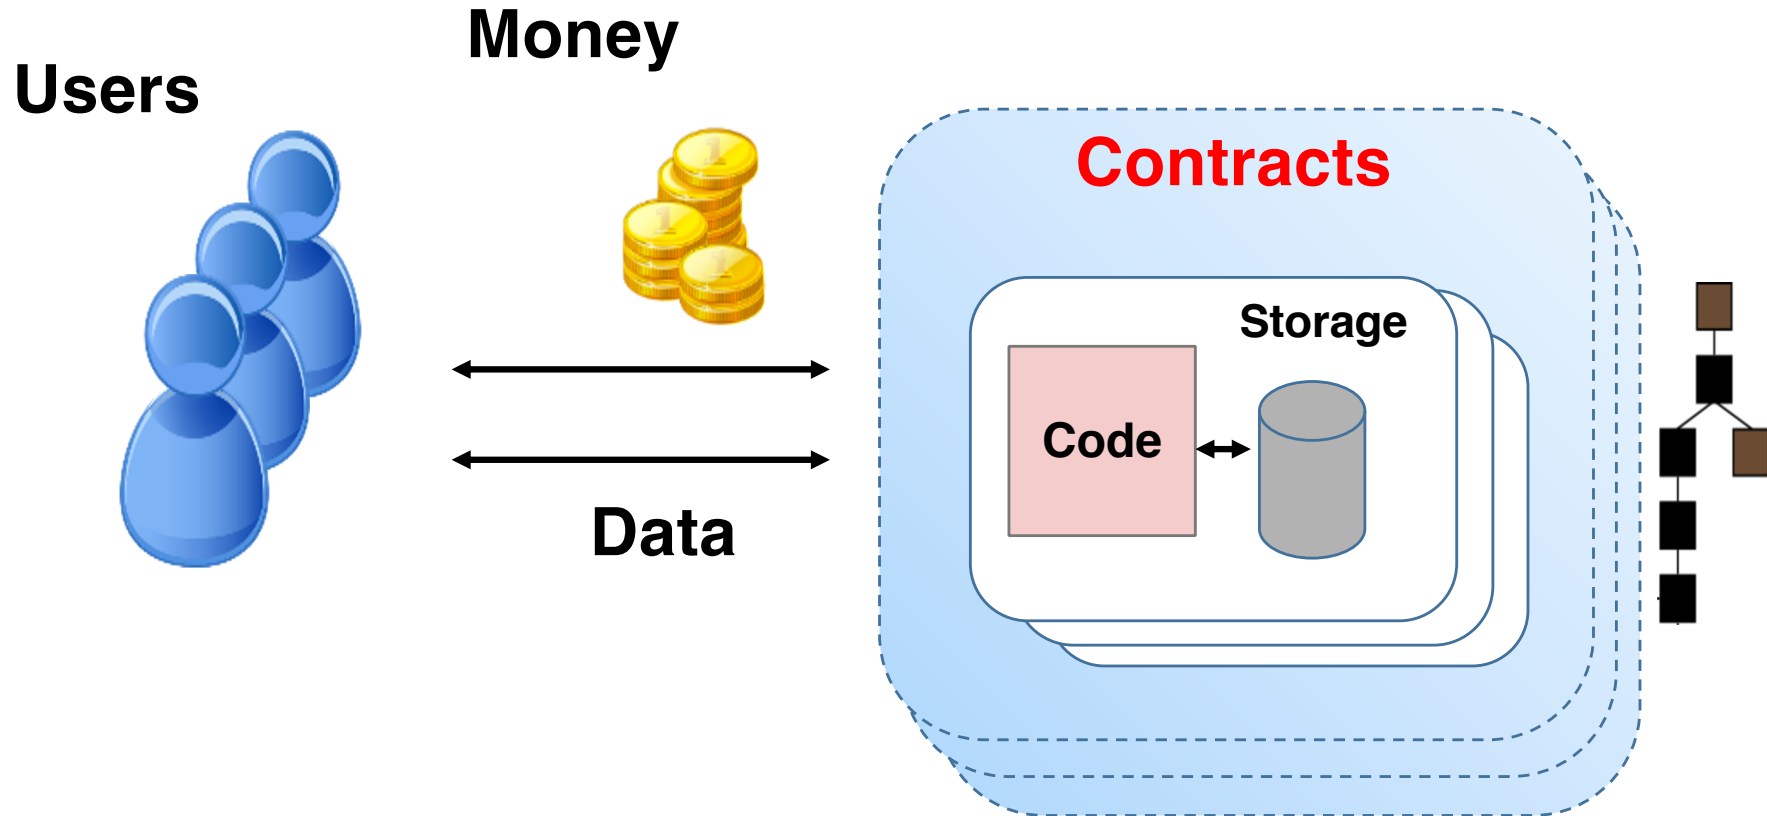 Money
Users
Contracts
Storage
Code
Data